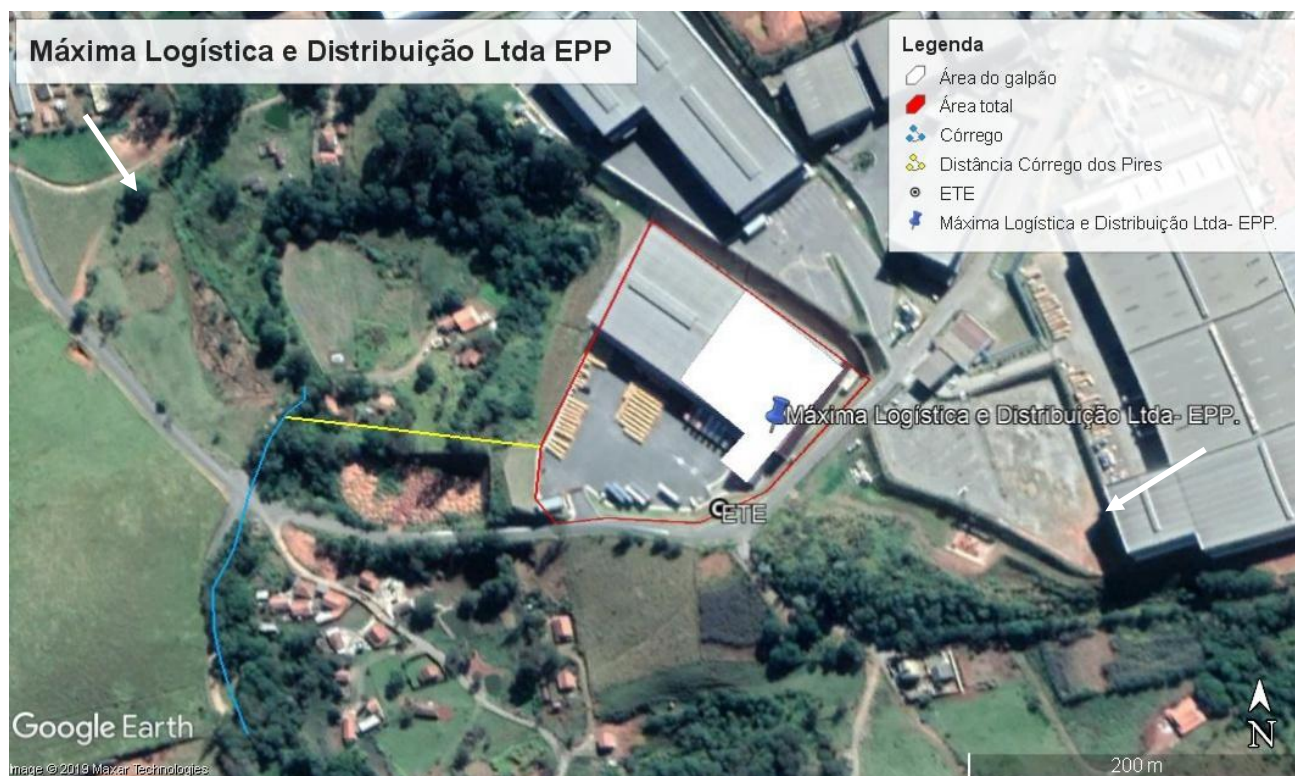 Máxima Logística e Distribuição Ltda EPP
Legenda
Área do galpão
Área total
Córrego
Distância Córrego dos Pires
ETE
Máxima Logística e Distribuição Ltda- EPP.
Máxima Logística e Distribuição Ltda- EPP.
ETE
Google Earth
N
Image © 2019 Maxar Technologies
200 m